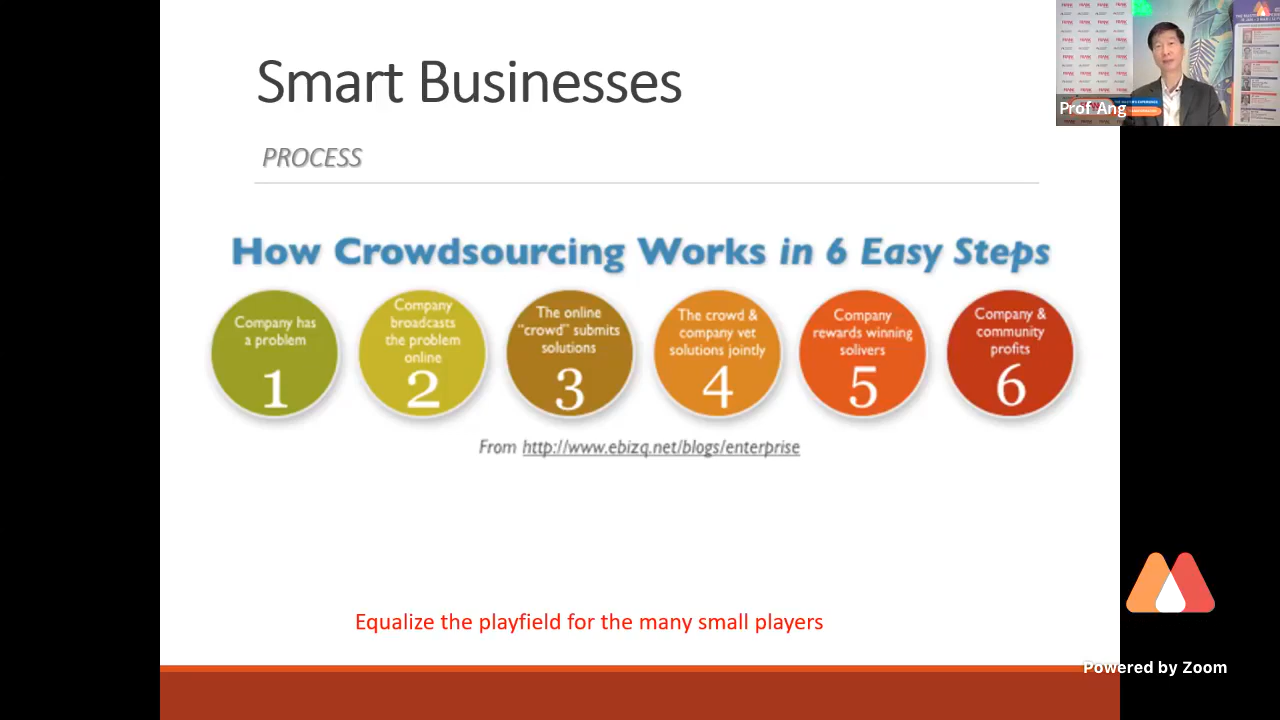 Smart Businesses
PROCESS
Prof Ang
How Crowdsourcing Works in 6 Easy Steps
Company has
a problem
1
Company
broadcasts
the problem
online
2
The online
"crowd" submits
solutions
3
The crowd &
company vet
solutions jointly
4
Company
rewards winning
solivers
5
Company &
community
profits
6
From http://www.ebizq.net/blogs/enterprise
Equalize the playfield for the many small players
Powered by Zoom